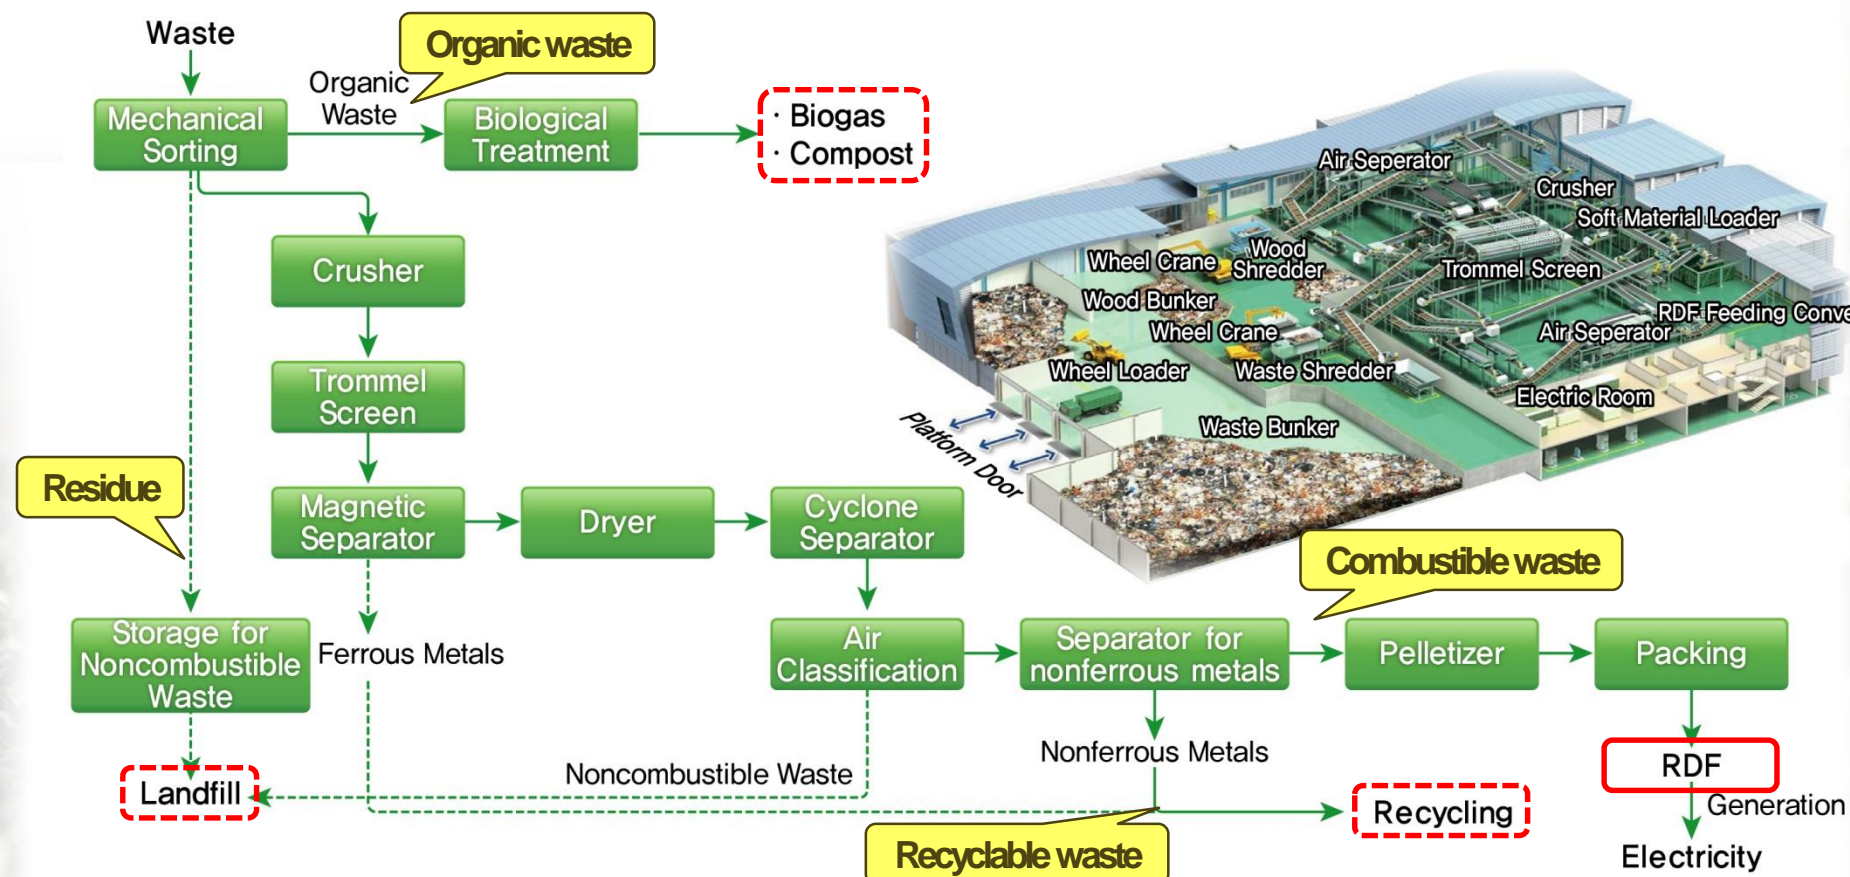 Waste
Organic waste
Organic
Waste
Mechanical
Sorting
Biological
Treatment
· Biogas
· Compost
Crusher
Trommel
Screen
Residue
Magnetic
Separator
Dryer
Cyclone
Separator
Combustible waste
Storage for
Noncombustible
Waste
Ferrous Metals
Air
Classification
Separator for
nonferrous metals
Pelletizer
Packing
Nonferrous Metals
Noncombustible Waste
Landfill
Recyclable waste
Recycling
RDF
Generation
Electricity
Air Seperator
Crusher
Soft Material Loader
Wheel Crane
Wood
Shredder
Trommel Screen
Wood Bunker
Wheel Crane
Air Seperator
RDF Feeding Conve
Wheel Loader
Waste Shredder
Electric Room
Waste Bunker
Platform Door